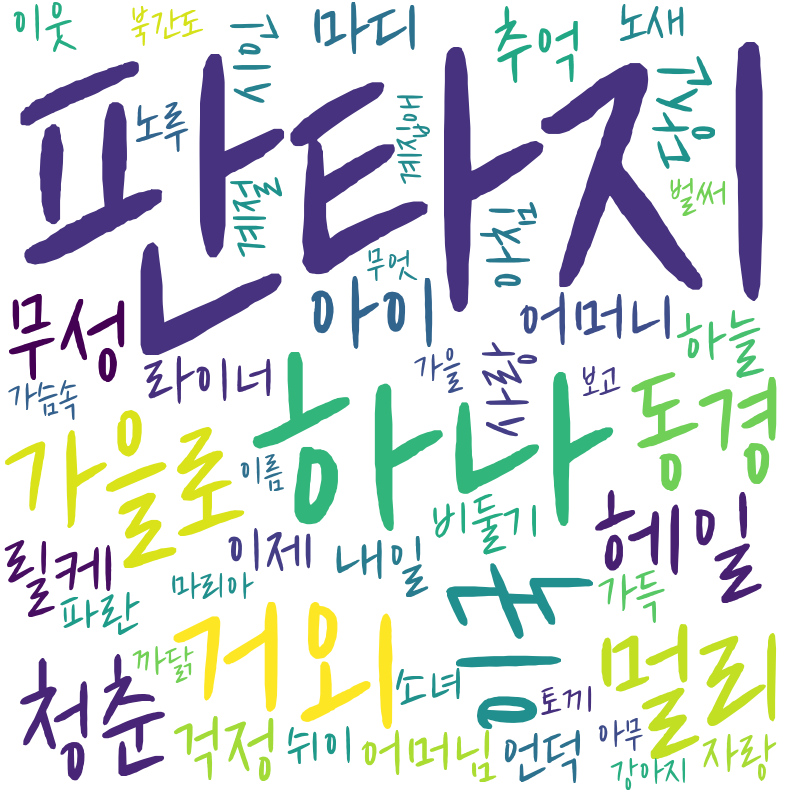 이웃
북간도
시인
마디
추억
노새
판타지
노루
계집애
계절
벌써
아침
무엇
무성
아이
어머니
하늘
라이너
가을
사랑
보고
가슴속
하나
동경
가을로
이름
비둘기
헤일
릴케
이제
내일
마리아
파란
이국
가득
거외
멀리
청춘
까닭
소녀
토끼
걱정
쉬이
어머님
언덕
아무
강아지
자랑